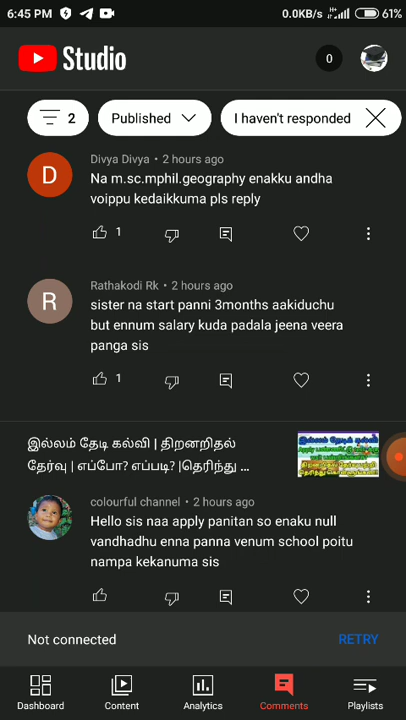 6:45 PM
0.0KB/s
61%
Studio
0
2
Published
I haven't responded
D
Divya Divya • 2 hours ago
Na m.sc.mphil.geography enakku andha
voippu kedaikkuma pls reply
1
R
Rathakodi Rk • 2 hours ago
sister na start panni 3months aakiduchu
but ennum salary kuda padala jeena veera
panga sis
1
இல்லம் தேடி கல்வி | திறனறிதல்
தேர்வு | எப்போ? எப்படி? |தெரிந்து ...
colourful channel • 2 hours ago
Hello sis naa apply panitan so enaku null
vandhadhu enna panna venum school poitu
nampa kekanuma sis
Not connected
RETRY
Dashboard
Content
Analytics
Comments
Playlists